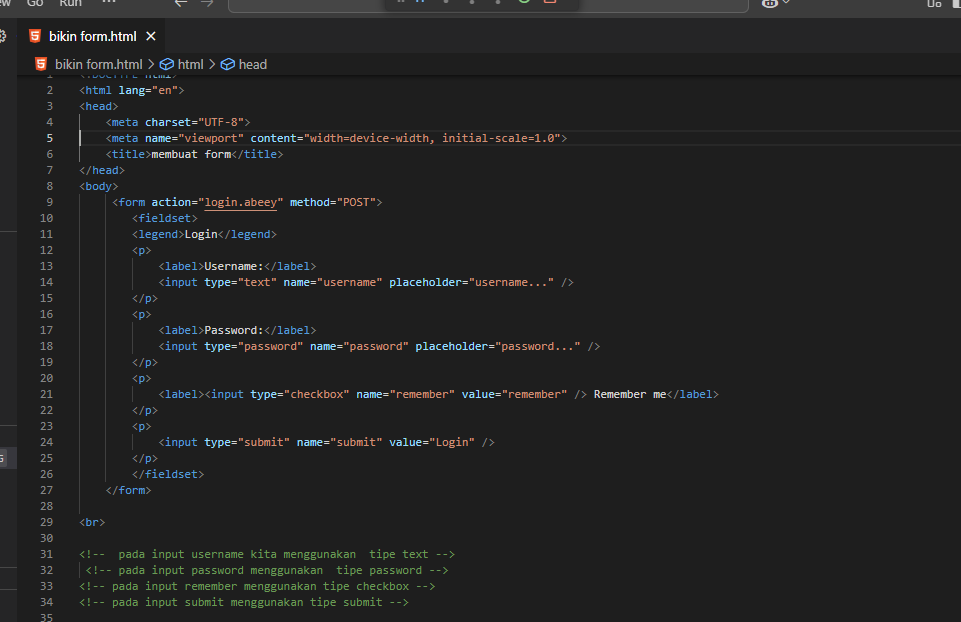 Go Run ...
bikin form.html
bikin form.html > html > head
1 <!DOCTYPE html>
2 <html lang="en">
3 <head>
4 <meta charset="UTF-8">
5 <meta name="viewport" content="width=device-width, initial-scale=1.0">
6 <title>membuat form</title>
7 </head>
8 <body>
9 <form action="login.abeey" method="POST">
10 <fieldset>
11 <legend>Login</legend>
12 <p>
13 <label>Username:</label>
14 <input type="text" name="username" placeholder="username..." />
15 </p>
16 <p>
17 <label>Password:</label>
18 <input type="password" name="password" placeholder="password..." />
19 </p>
20 <p>
21 <label><input type="checkbox" name="remember" value="remember" /> Remember me</label>
22 </p>
23 <p>
24 <input type="submit" name="submit" value="Login" />
25 </p>
26 </fieldset>
27 </form>
28
29 <br>
30
31 <!--  pada input username kita menggunakan  tipe text -->
32 <!-- pada input password menggunakan  tipe password -->
33 <!-- pada input remember menggunakan tipe checkbox -->
34 <!-- pada input submit menggunakan tipe submit -->
35